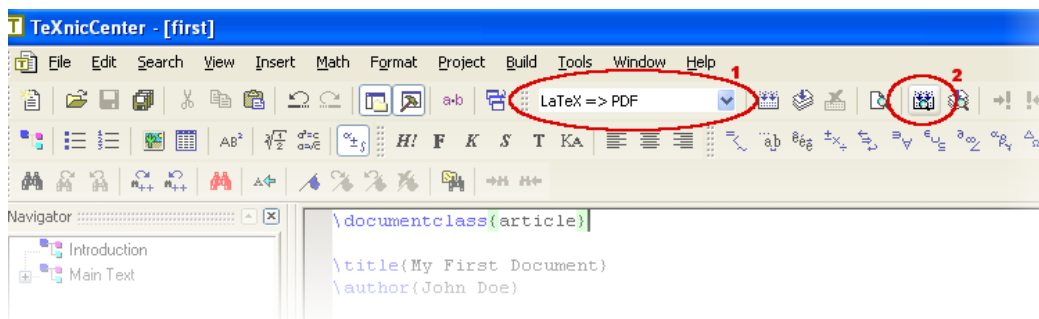 TeXnicCenter - [first]
File Edit Search View Insert Math Format Project Build Tools Window Help
1
2
a-b LaTeX => PDF
AB² H! F K S T KA
Navigator
Introduction
Main Text
\documentclass{article}
\title{My First Document}
\author{John Doe}